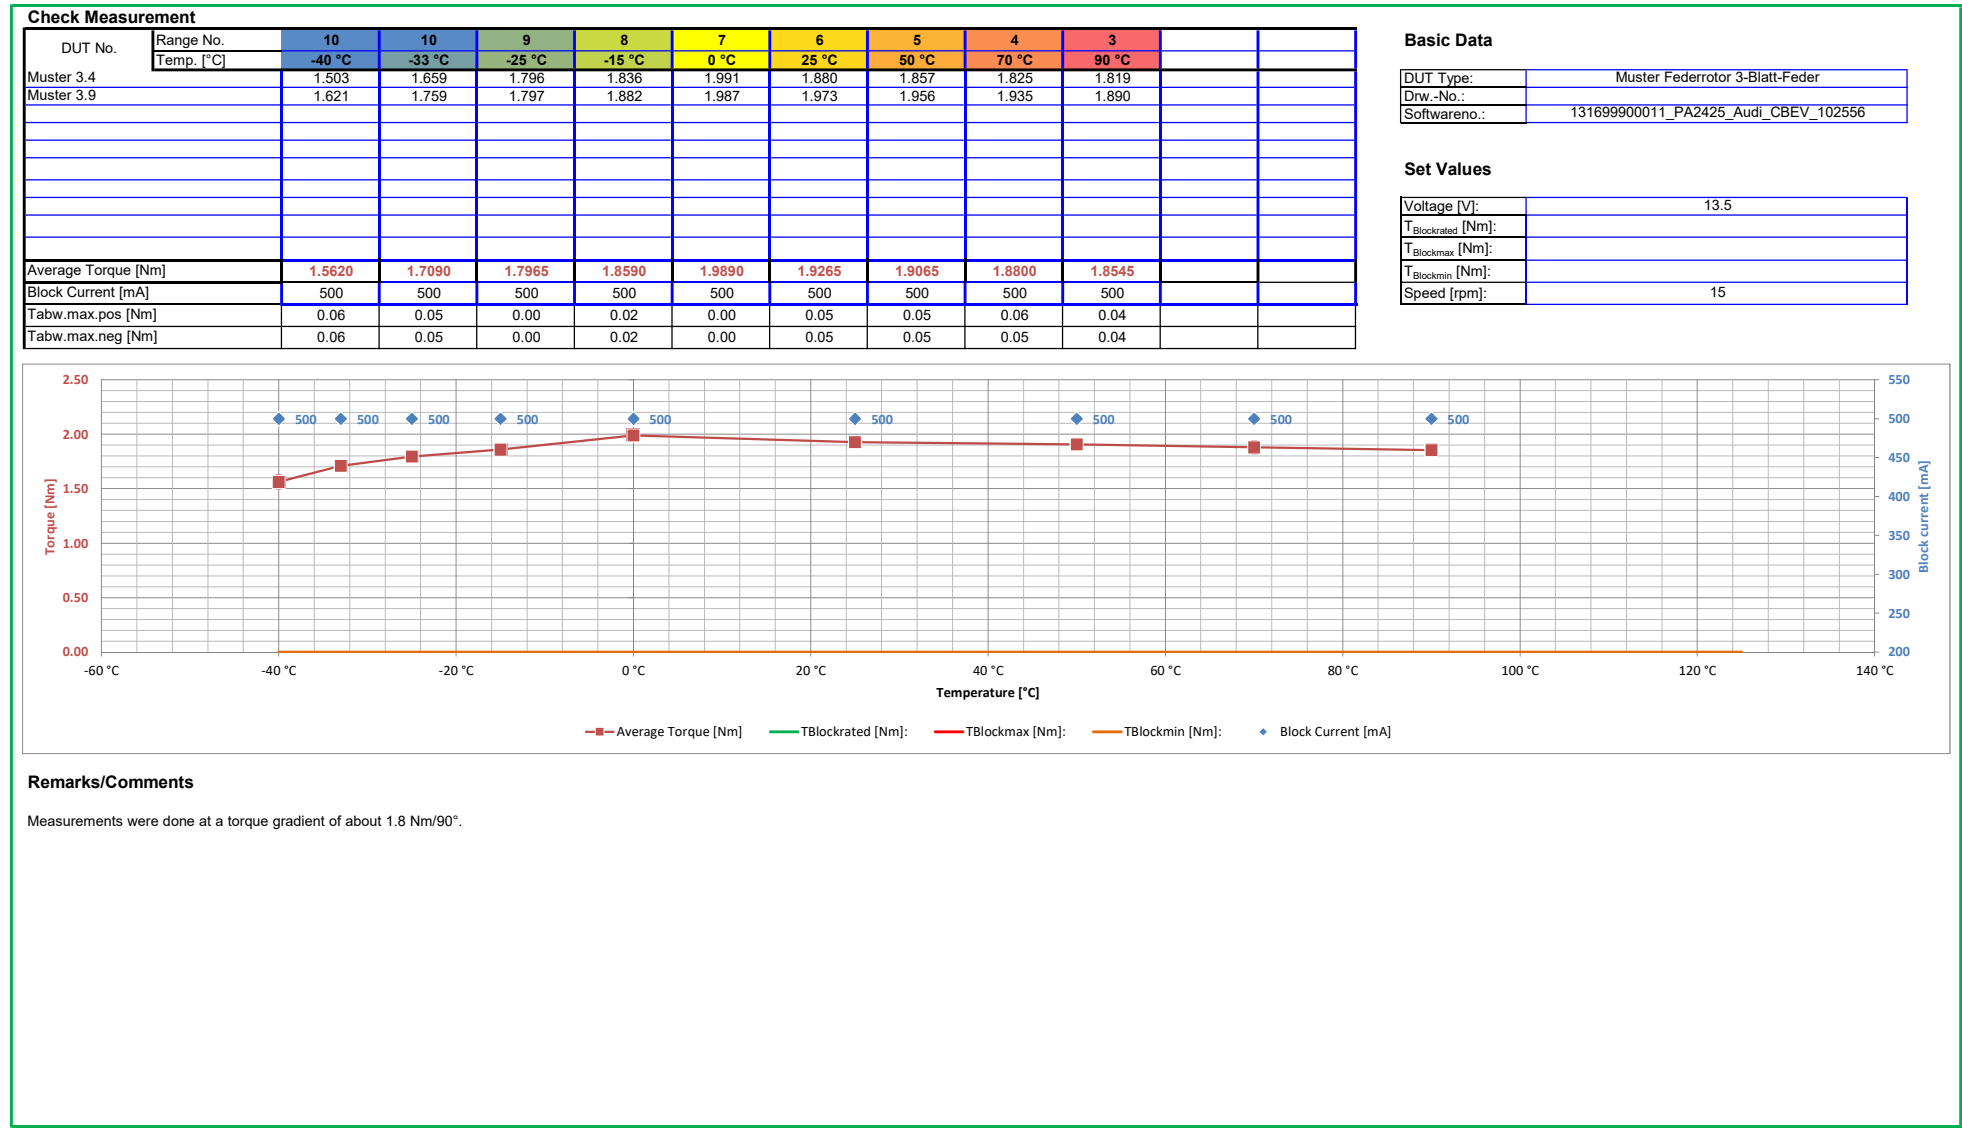 Check Measurement
DUT No. Range No. 10 10 9 8 7 6 5 4 3
Temp. [°C] -40 °C -33 °C -25 °C -15 °C 0 °C 25 °C 50 °C 70 °C 90 °C
Muster 3.4 1.503 1.659 1.796 1.836 1.991 1.880 1.857 1.825 1.819
Muster 3.9 1.621 1.759 1.797 1.882 1.987 1.973 1.956 1.935 1.890
Average Torque [Nm] 1.5620 1.7090 1.7965 1.8590 1.9890 1.9265 1.9065 1.8800 1.8545
Block Current [mA] 500 500 500 500 500 500 500 500 500
Tabw.max.pos [Nm] 0.06 0.05 0.00 0.02 0.00 0.05 0.05 0.06 0.04
Tabw.max.neg [Nm] 0.06 0.05 0.00 0.02 0.00 0.05 0.05 0.05 0.04
Basic Data
DUT Type: Muster Federrotor 3-Blatt-Feder
Drw.-No.:
Softwareno.: 131699900011_PA2425_Audi_CBEV_102556
Set Values
Voltage [V]: 13.5
TBlockrated [Nm]:
TBlockmax [Nm]:
TBlockmin [Nm]:
Speed [rpm]: 15
Torque [Nm]
2.50
2.00
1.50
1.00
0.50
0.00
500 500 500 500 500 500 500 500 500
550
500
450
400
350
300
250
200
Block current [mA]
-60 °C -40 °C -20 °C 0 °C 20 °C 40 °C 60 °C 80 °C 100 °C 120 °C 140 °C
Temperature [°C]
Average Torque [Nm] TBlockrated [Nm]: TBlockmax [Nm]: TBlockmin [Nm]: Block Current [mA]
Remarks/Comments
Measurements were done at a torque gradient of about 1.8 Nm/90°.